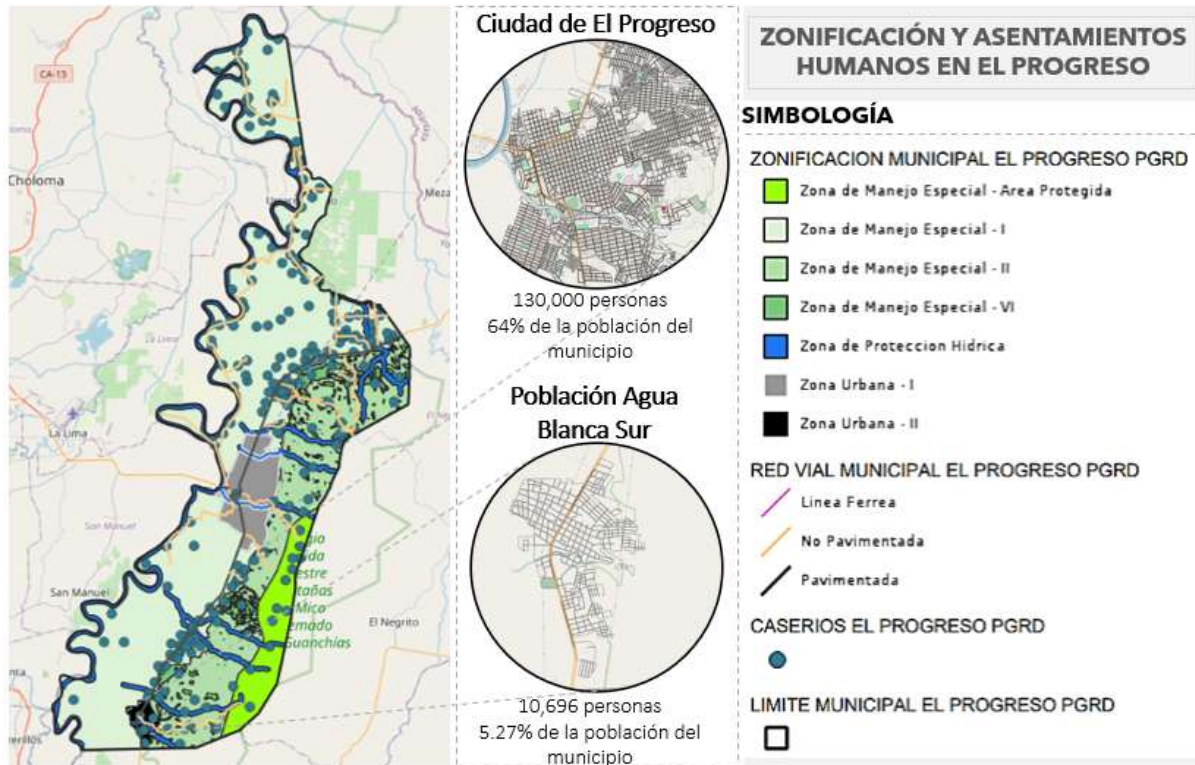 CA-13
Choloma
La Lima
La Lima
San Manuel
San Manuel
El Negrito
Ciudad de El Progreso
130,000 personas
64% de la población del
municipio
Población Agua
Blanca Sur
10,696 personas
5.27% de la población del
municipio
ZONIFICACIÓN Y ASENTAMIENTOS
HUMANOS EN EL PROGRESO
SIMBOLOGÍA
ZONIFICACION MUNICIPAL EL PROGRESO PGRD
Zona de Manejo Especial - Area Protegida
Zona de Manejo Especial - I
Zona de Manejo Especial - II
Zona de Manejo Especial - VI
Zona de Proteccion Hidrica
Zona Urbana - I
Zona Urbana - II
RED VIAL MUNICIPAL EL PROGRESO PGRD
Linea Ferrea
No Pavimentada
Pavimentada
CASERIOS EL PROGRESO PGRD
LIMITE MUNICIPAL EL PROGRESO PGRD